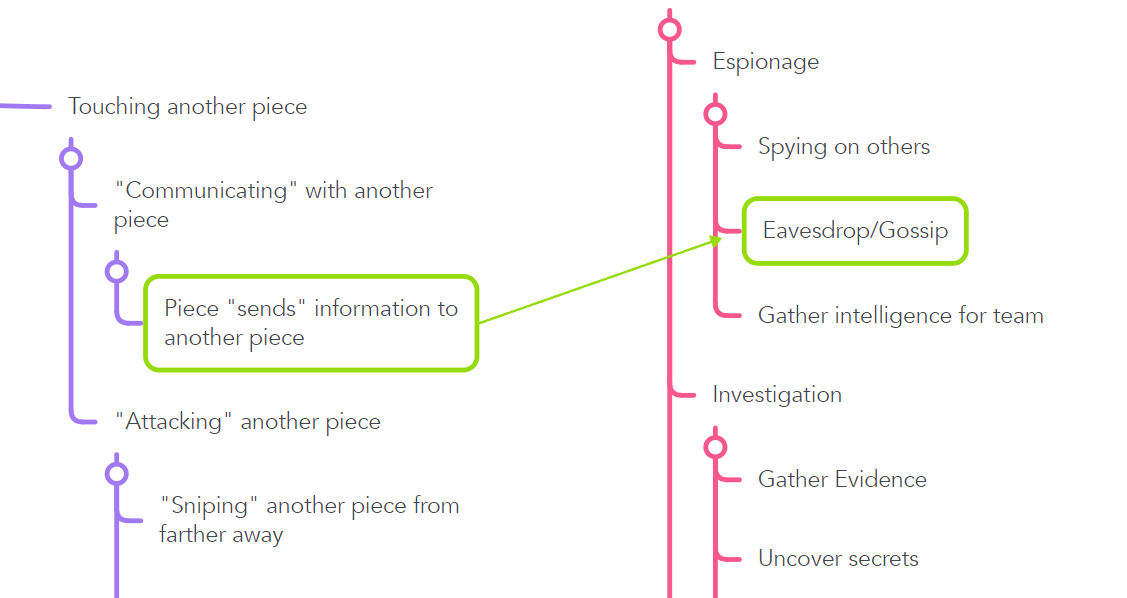 Touching another piece
"Communicating" with another
piece
Piece "sends" information to
another piece
"Attacking" another piece
"Sniping" another piece from
farther away
Espionage
Spying on others
Eavesdrop/Gossip
Gather intelligence for team
Investigation
Gather Evidence
Uncover secrets